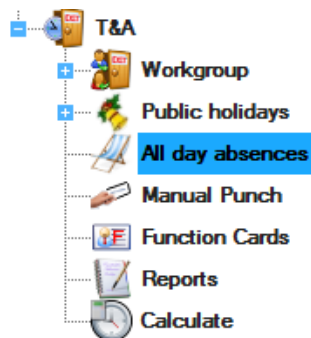 T&A
Workgroup
Public holidays
All day absences
Manual Punch
Function Cards
Reports
Calculate